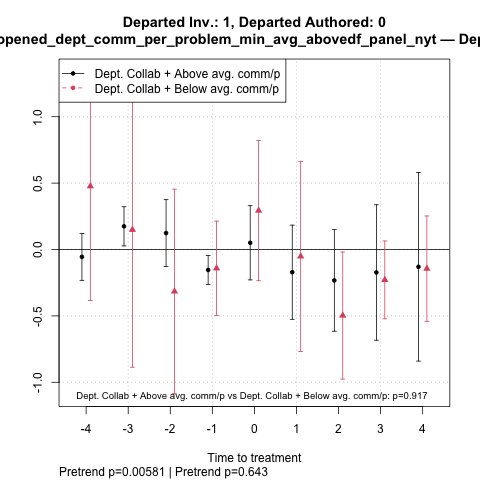 Departed Inv.: 1, Departed Authored: 0
opened_dept_comm_per_problem_min_avg_abovedf_panel_nyt — Dep
Dept. Collab + Above avg. comm/p
Dept. Collab + Below avg. comm/p
1.0
0.5
0.0
-0.5
-1.0
Dept. Collab + Above avg. comm/p vs Dept. Collab + Below avg. comm/p: p=0.917
-4 -3 -2 -1 0 1 2 3 4
Time to treatment
Pretrend p=0.00581 | Pretrend p=0.643